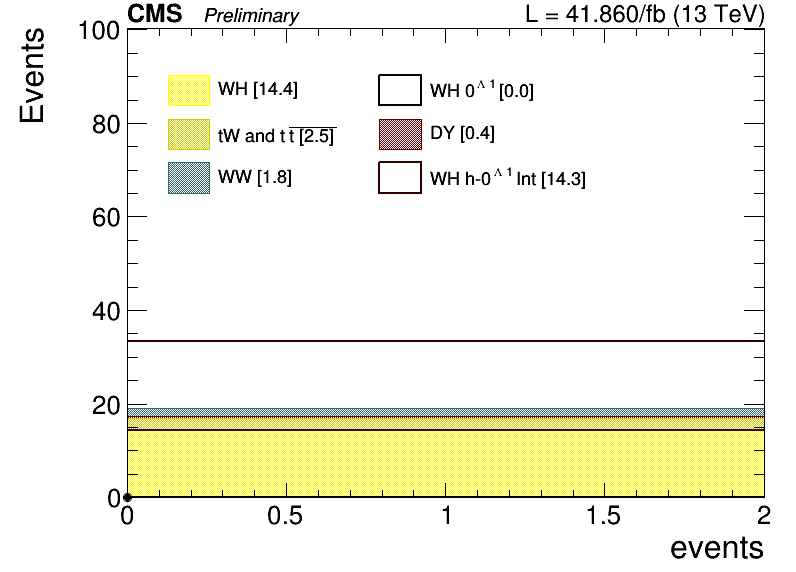 CMS Preliminary L = 41.860/fb (13 TeV)
Events
100
80
60
40
20
0
WH [14.4]
WH 0^Λ1 [0.0]
tW and t t̅ [2.5]
DY [0.4]
WW [1.8]
WH h-0^Λ1 Int [14.3]
0 0.5 1 1.5 2
events